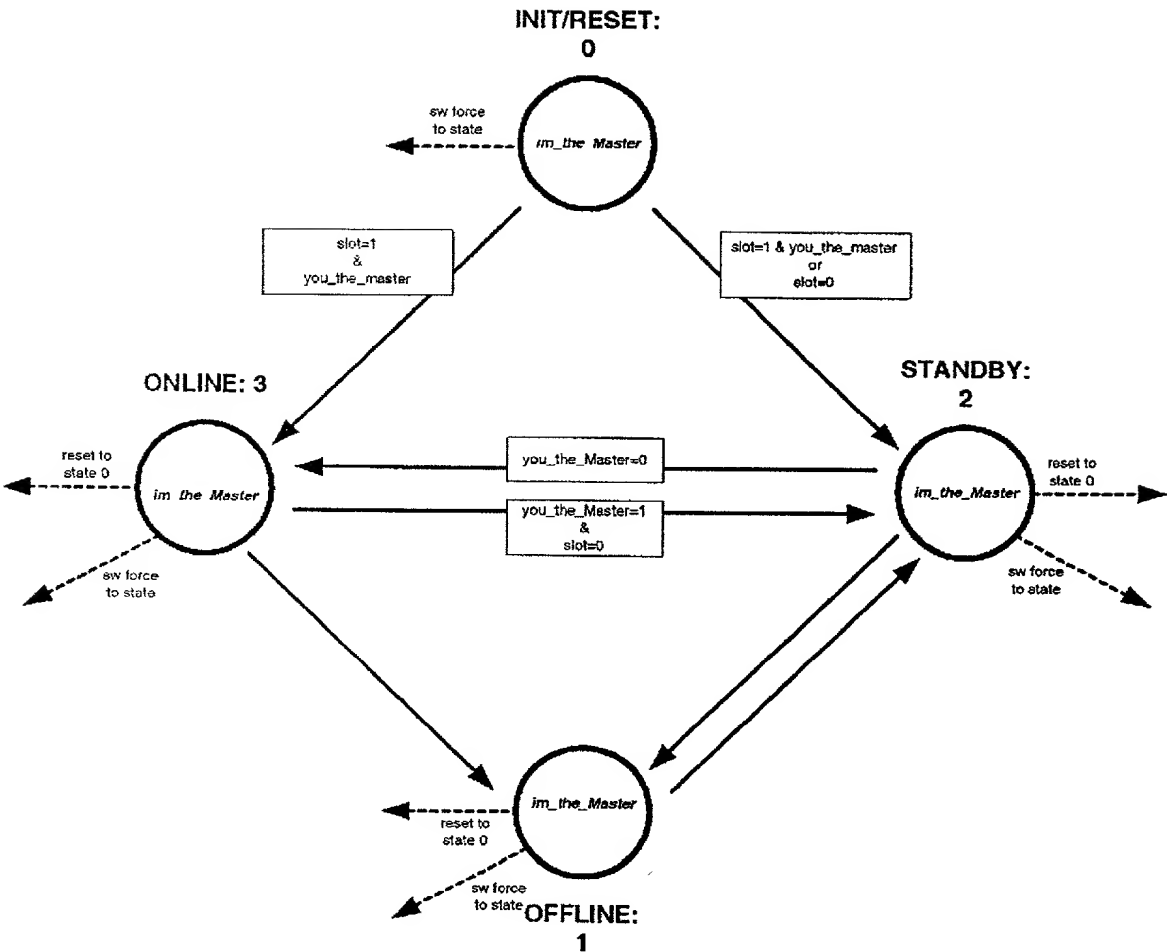 INIT/RESET:
0
sw force
to state
im_the Master
slot=1
&
you_the_master
slot=1 & you_the_master
or
slot=0
ONLINE: 3
STANDBY:
2
you_the_Master=0
reset to
state 0
im the Master
you_the_Master=1
&
slot=0
im_the_Master
reset to
state 0
sw force
to state
sw force
to state
im_the_Master
reset to
state 0
sw force
to state
OFFLINE:
1